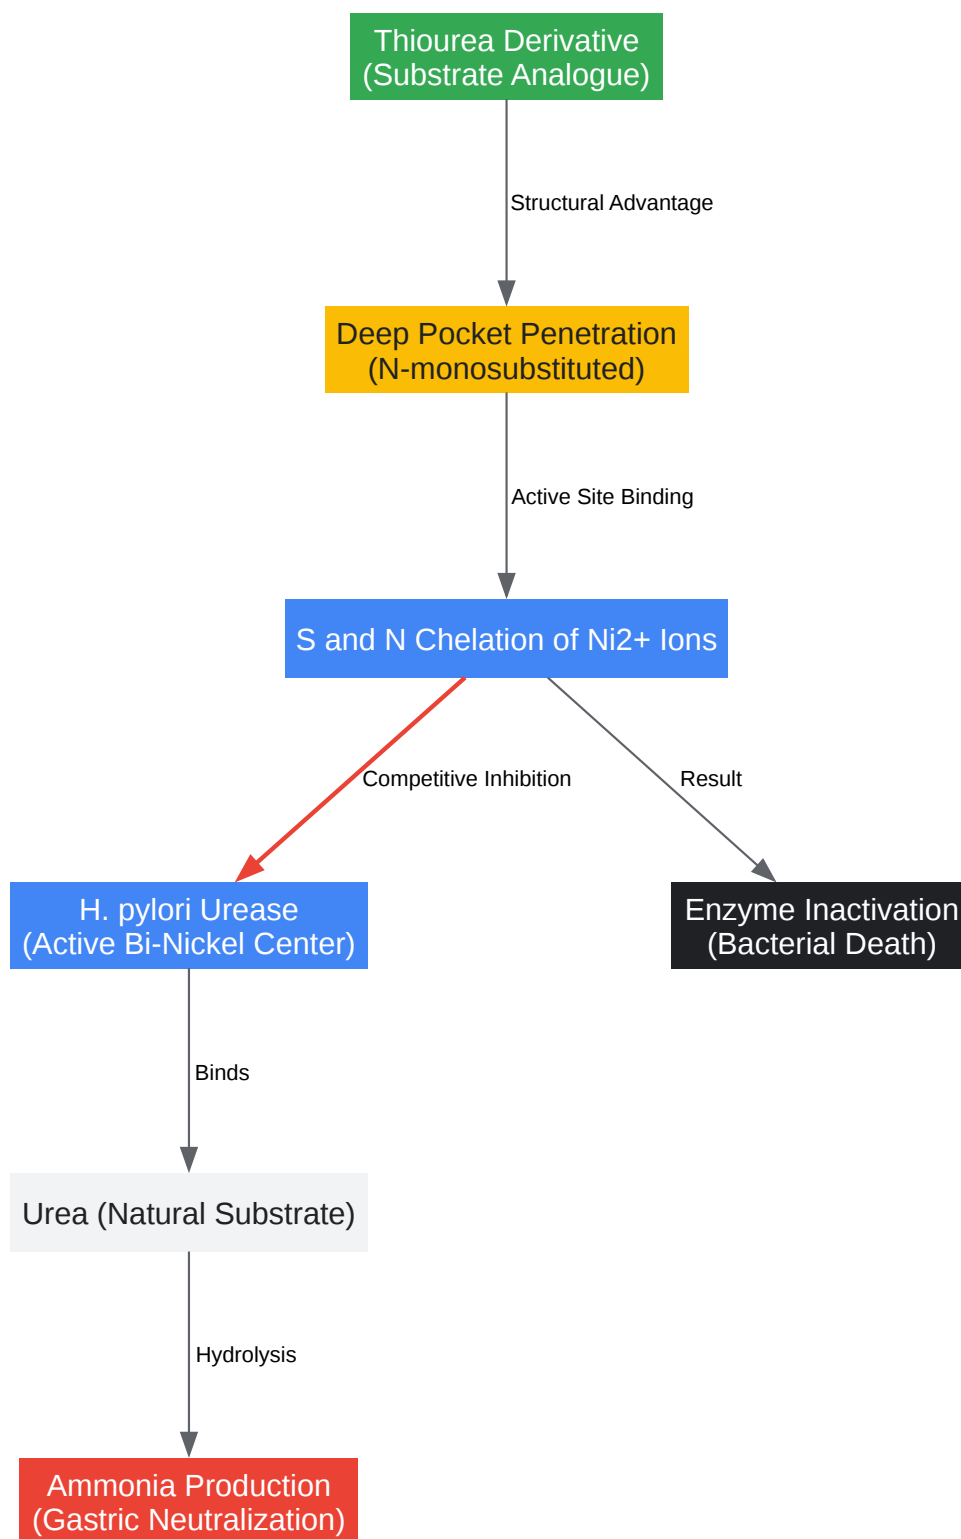 Thiourea Derivative
(Substrate Analogue)
Structural Advantage
Deep Pocket Penetration
(N-monosubstituted)
Active Site Binding
S and N Chelation of Ni2+ Ions
Competitive Inhibition
Result
H. pylori Urease
(Active Bi-Nickel Center)
Enzyme Inactivation
(Bacterial Death)
Binds
Urea (Natural Substrate)
Hydrolysis
Ammonia Production
(Gastric Neutralization)